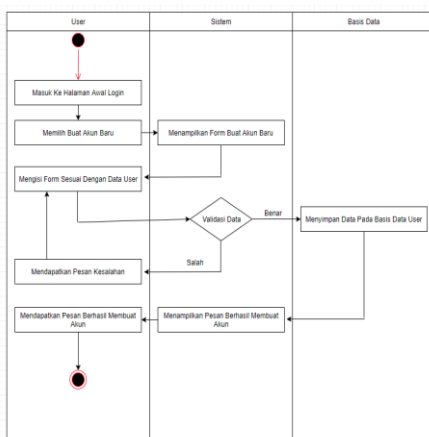 User
Sistem
Basis Data
Masuk Ke Halaman Awal Login
Memilih Buat Akun Baru
Menampilkan Form Buat Akun Baru
Mengisi Form Sesuai Dengan Data User
Validasi Data
Benar
Menyimpan Data Pada Basis Data User
Salah
Mendapatkan Pesan Kesalahan
Mendapatkan Pesan Berhasil Membuat
Akun
Menampilkan Pesan Berhasil Membuat
Akun